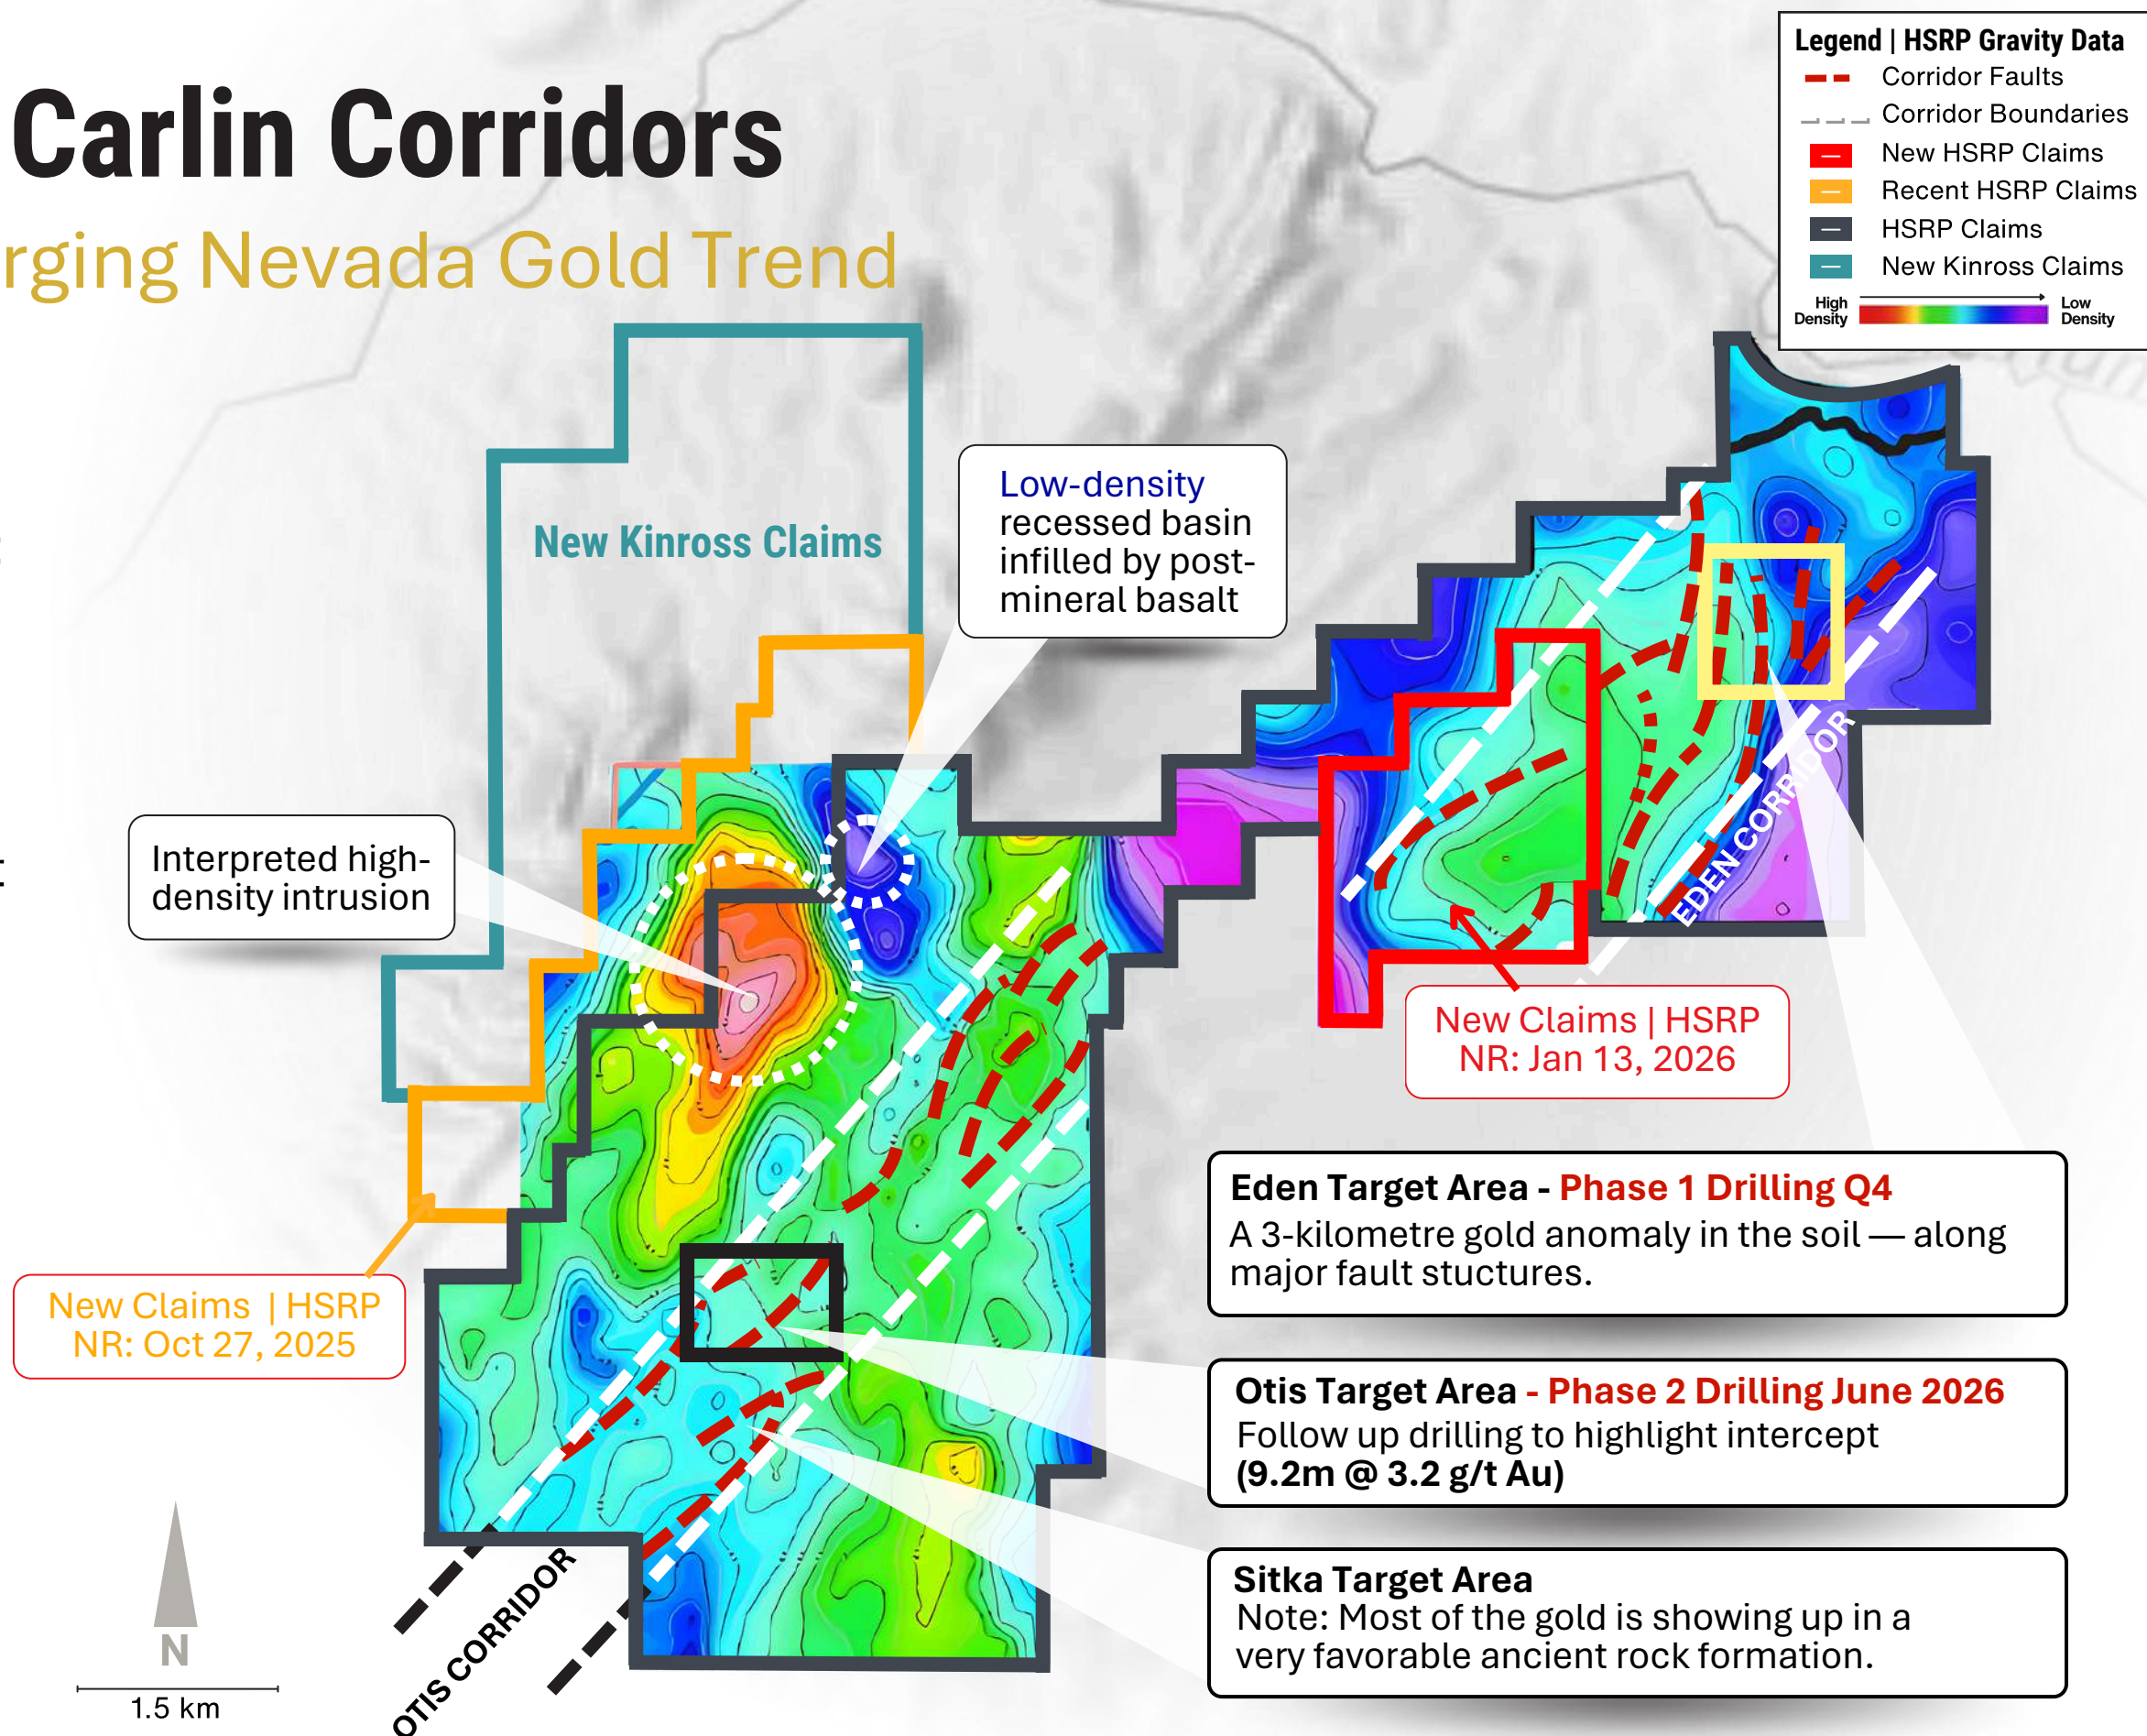 Carlin Corridors
rging Nevada Gold Trend
Legend | HSRP Gravity Data
Corridor Faults
Corridor Boundaries
New HSRP Claims
Recent HSRP Claims
HSRP Claims
New Kinross Claims
High
Density
Low
Density
New Kinross Claims
Low-density
recessed basin
infilled by post-
mineral basalt
Interpreted high-
density intrusion
EDEN CORRIDOR
New Claims | HSRP
NR: Jan 13, 2026
Eden Target Area - Phase 1 Drilling Q4
A 3-kilometre gold anomaly in the soil — along
major fault stuctures.
New Claims | HSRP
NR: Oct 27, 2025
Otis Target Area - Phase 2 Drilling June 2026
Follow up drilling to highlight intercept
(9.2m @ 3.2 g/t Au)
Sitka Target Area
Note: Most of the gold is showing up in a
very favorable ancient rock formation.
OTIS CORRIDOR
N
1.5 km